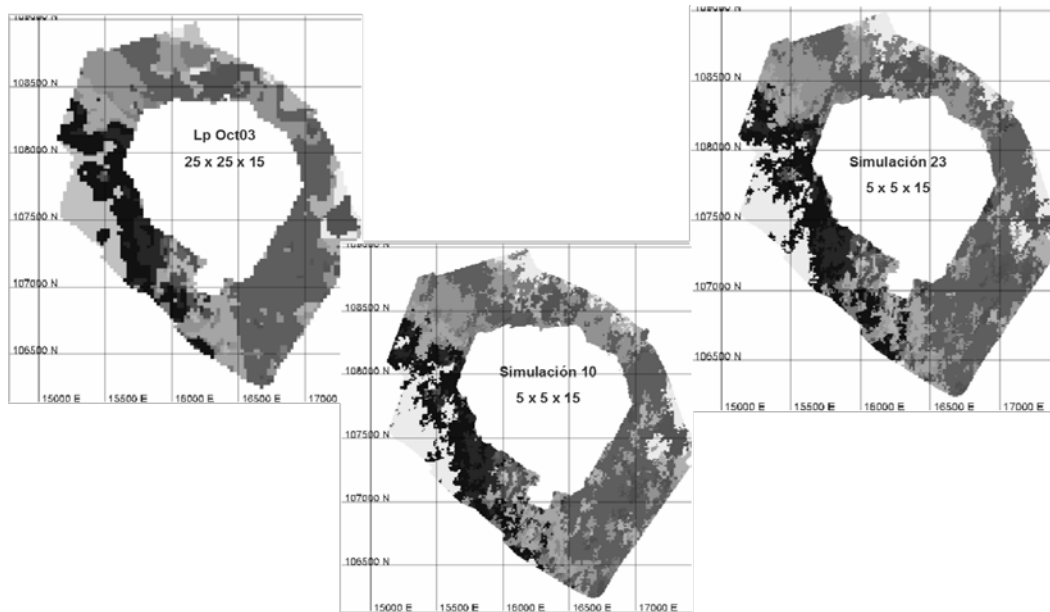 108500 N
108000 N
107500 N
107000 N
106500 N
15000 E 15500 E 16000 E 16500 E 17000
Lp Oct03
25 x 25 x 15
108500 N
108000 N
107500 N
107000 N
106500 N
15000 E 15500 E 16000 E 16500 E 17000 E
Simulación 10
5 x 5 x 15
108500 N
108000 N
107500 N
107000 N
106500 N
15000 E 15500 E 16000 E 16500 E 17000 E
Simulación 23
5 x 5 x 15